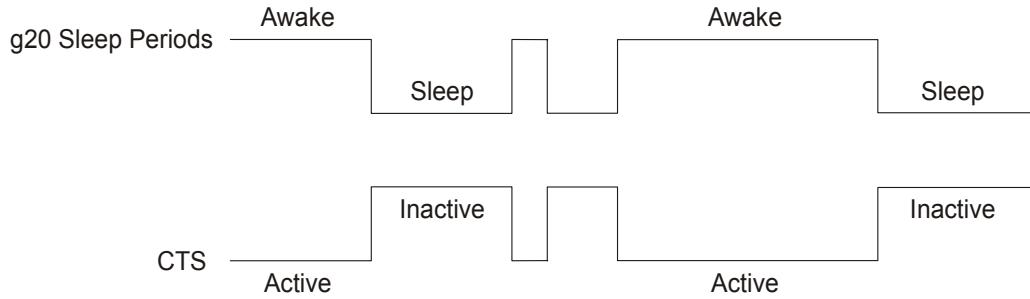 Awake
Awake
g20 Sleep Periods
Sleep
Sleep
Inactive
Inactive
CTS
Active
Active